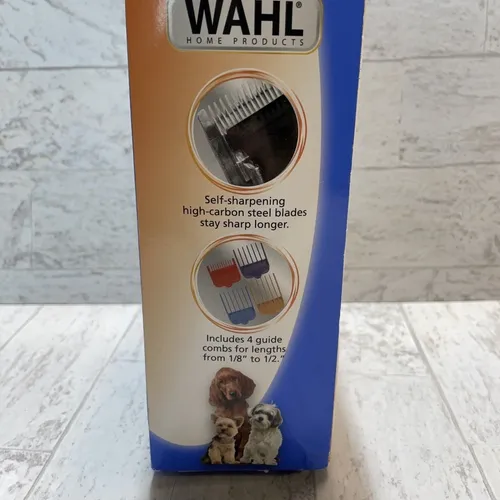 WAHL®
HOME PRODUCTS
Self-sharpening
high-carbon steel blades
stay sharp longer.
Includes 4 guide
combs for lengths
from 1/8" to 1/2."